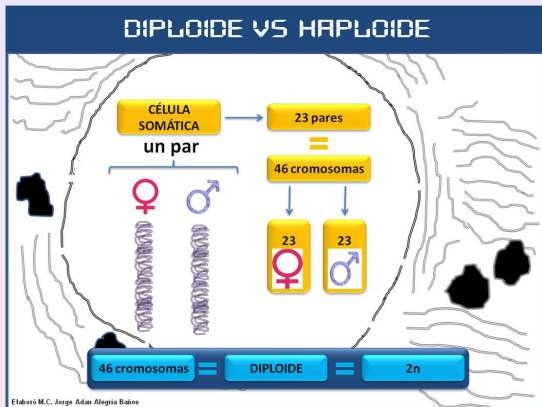 DIPLOIDE VS HAPLOIDE
CÉLULA
SOMÁTICA
un par
23 pares
=
46 cromosomas
23
23
46 cromosomas = DIPLOIDE = 2n
Elaboró M.C. Jorge Adan Alegría Baños